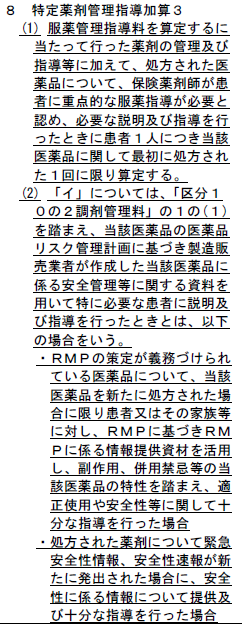 ８　特定薬剤管理指導加算３
(1)　服薬管理指導料を算定するに
当たって行った薬剤の管理及び
指導等に加えて、処方された医
薬品について、保険薬剤師が患
者に重点的な服薬指導が必要と
認め、必要な説明及び指導を行
ったときに患者１人につき当該
医薬品に関して最初に処方され
た１回に限り算定する。
(2)　「イ」については、「区分１
０の２調剤管理料」の１の(１)
を踏まえ、当該医薬品の医薬品
リスク管理計画に基づき製造販
売業者が作成した当該医薬品に
係る安全管理等に関する資料を
用いて特に必要な患者に説明及
び指導を行ったときとは、以下
の場合をいう。
・ＲＭＰの策定が義務づけられ
ている医薬品について、当該
医薬品を新たに処方された場
合に限り患者又はその家族等
に対し、ＲＭＰに基づきＲＭ
Ｐに係る情報提供資材を活用
し、副作用、併用禁忌等の当
該医薬品の特性を踏まえ、適
正使用や安全性等に関して十
分な指導を行った場合
・処方された薬剤について緊急
安全性情報、安全性速報が新
たに発出された場合に、安全
性に係る情報について提供及
び十分な指導を行った場合